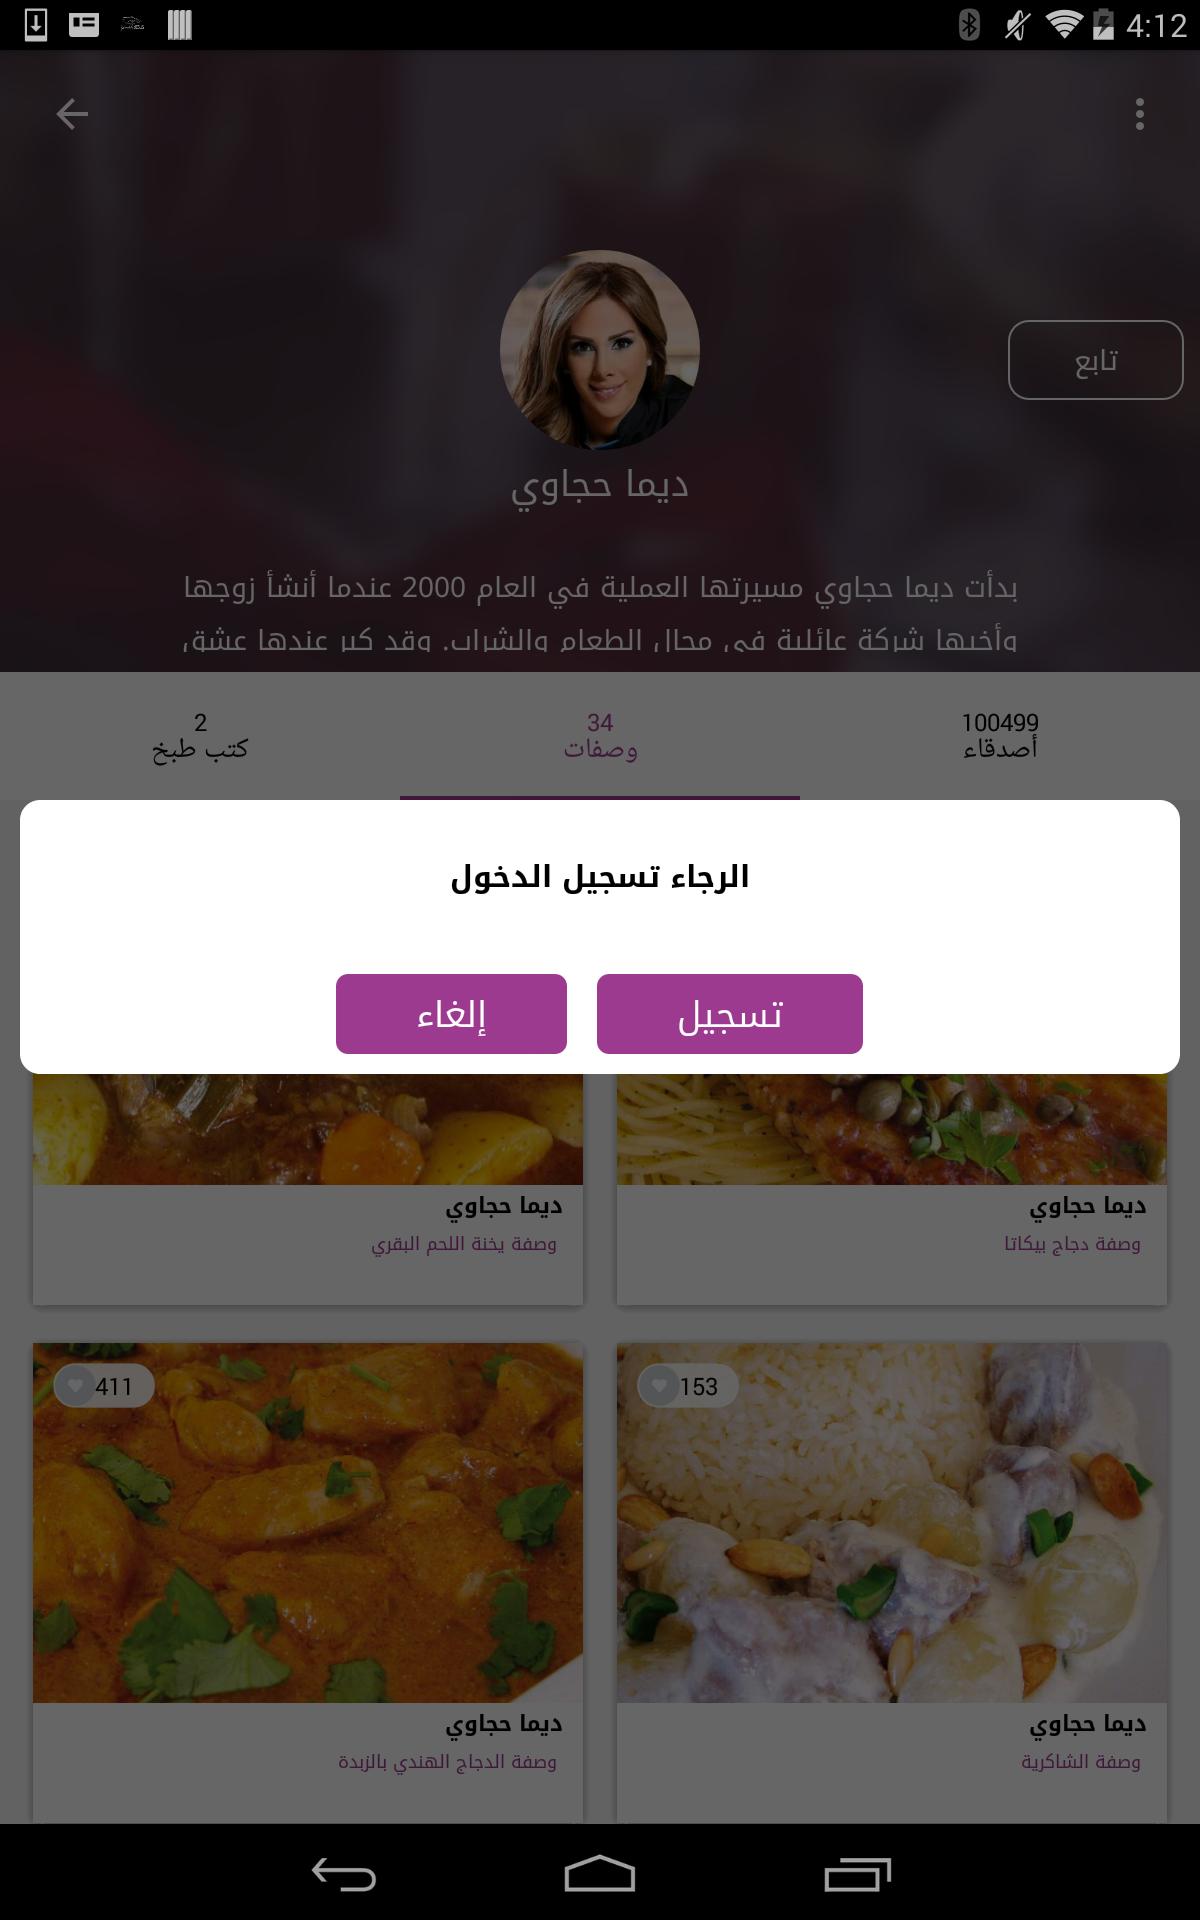 4:12
تابع
ديما حجاوي
بدأت ديما حجاوي مسيرتها العملية في العام 2000 عندما أنشأ زوجها
وأخيها شركة عائلية في مجال الطعام والشراب. وقد كبر عندها عشق
100499
أصدقاء
34
وصفات
2
كتب طبخ
الرجاء تسجيل الدخول
تسجيل
إلغاء
ديما حجاوي
وصفة دجاج بيكاتا
ديما حجاوي
وصفة يخنة اللحم البقري
153
ديما حجاوي
وصفة الشاكرية
411
ديما حجاوي
وصفة الدجاج الهندي بالزبدة